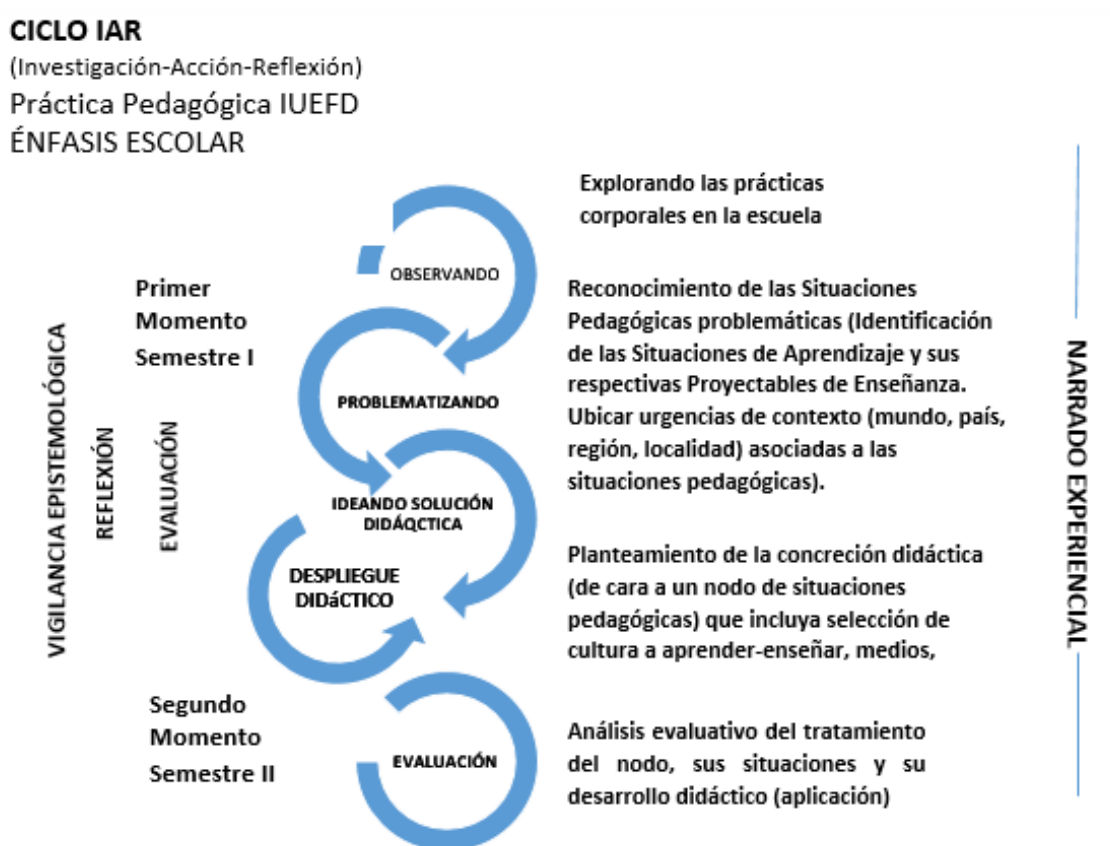 CICLO IAR
(Investigación-Acción-Reflexión)
Práctica Pedagógica IUEFD
ÉNFASIS ESCOLAR
Explorando las prácticas
corporales en la escuela
OBSERVANDO
Primer
Momento
Semestre I
Reconocimiento de las Situaciones
Pedagógicas problemáticas (Identificación
de las Situaciones de Aprendizaje y sus
respectivas Proyectables de Enseñanza.
Ubicar urgencias de contexto (mundo, país,
región, localidad) asociadas a las
situaciones pedagógicas).
PROBLEMATIZANDO
VIGILANCIA EPISTEMOLÓGICA
REFLEXIÓN
EVALUACIÓN
NARRADO EXPERIENCIAL
IDEANDO SOLUCIÓN
DIDÁQCTICA
DESPLIEGUE
DIDáCTICO
Planteamiento de la concreción didáctica
(de cara a un nodo de situaciones
pedagógicas) que incluya selección de
cultura a aprender-enseñar, medios,
Segundo
Momento
Semestre II
EVALUACIÓN
Análisis evaluativo del tratamiento
del nodo, sus situaciones y su
desarrollo didáctico (aplicación)